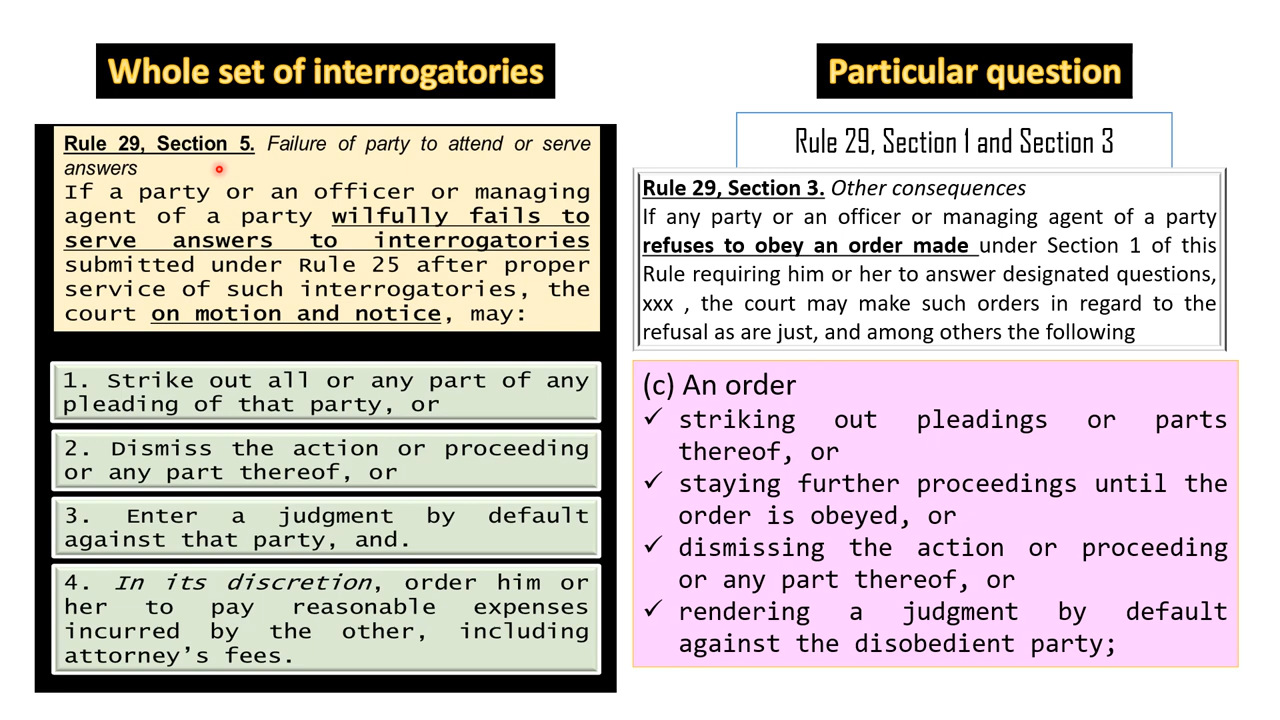 Whole set of interrogatories
Rule 29, Section 5. Failure of party to attend or serve
answers
If a party or an officer or managing
agent of a party wilfully fails to
serve answers to interrogatories
submitted under Rule 25 after proper
service of such interrogatories, the
court on motion and notice, may:
1. Strike out all or any part of any
pleading of that party, or
2. Dismiss the action or proceeding
or any part thereof, or
3. Enter a judgment by default
against that party, and.
4. In its discretion, order him or
her to pay reasonable expenses
incurred by the other, including
attorney’s fees.
Particular question
Rule 29, Section 1 and Section 3
Rule 29, Section 3. Other consequences
If any party or an officer or managing agent of a party
refuses to obey an order made under Section 1 of this
Rule requiring him or her to answer designated questions,
xxx , the court may make such orders in regard to the
refusal as are just, and among others the following
(c) An order
✓ striking out pleadings or parts
thereof, or
✓ staying further proceedings until the
order is obeyed, or
✓ dismissing the action or proceeding
or any part thereof, or
✓ rendering a judgment by default
against the disobedient party;